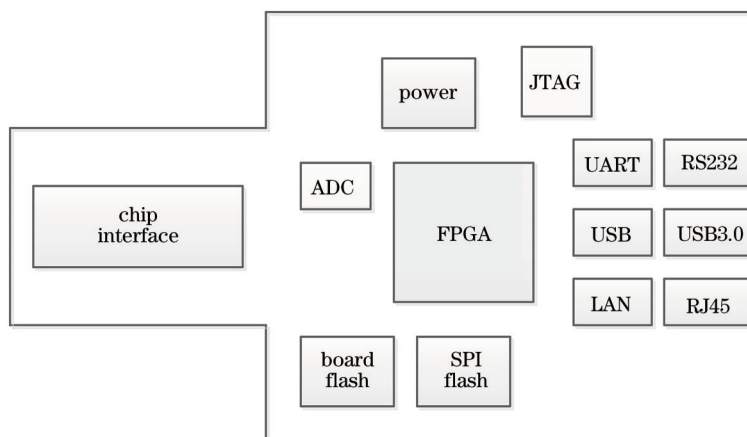 power
JTAG
UART
RS232
ADC
chip
interface
FPGA
USB
USB3.0
LAN
RJ45
board
flash
SPI
flash